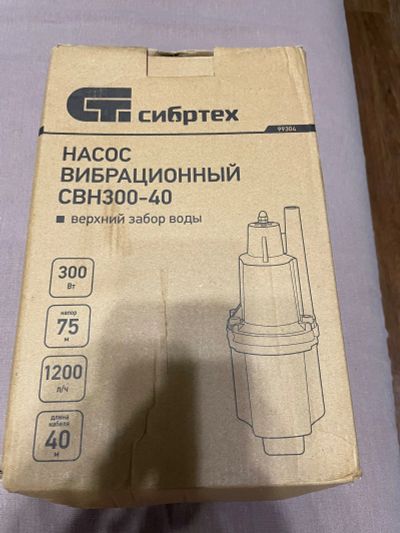 СТ. сибртех
99304
НАСОС
ВИБРАЦИОННЫЙ
СВН300-40
верхний забор воды
300
Вт
напор
75
м
1200
л/ч
длина
кабеля
40
м